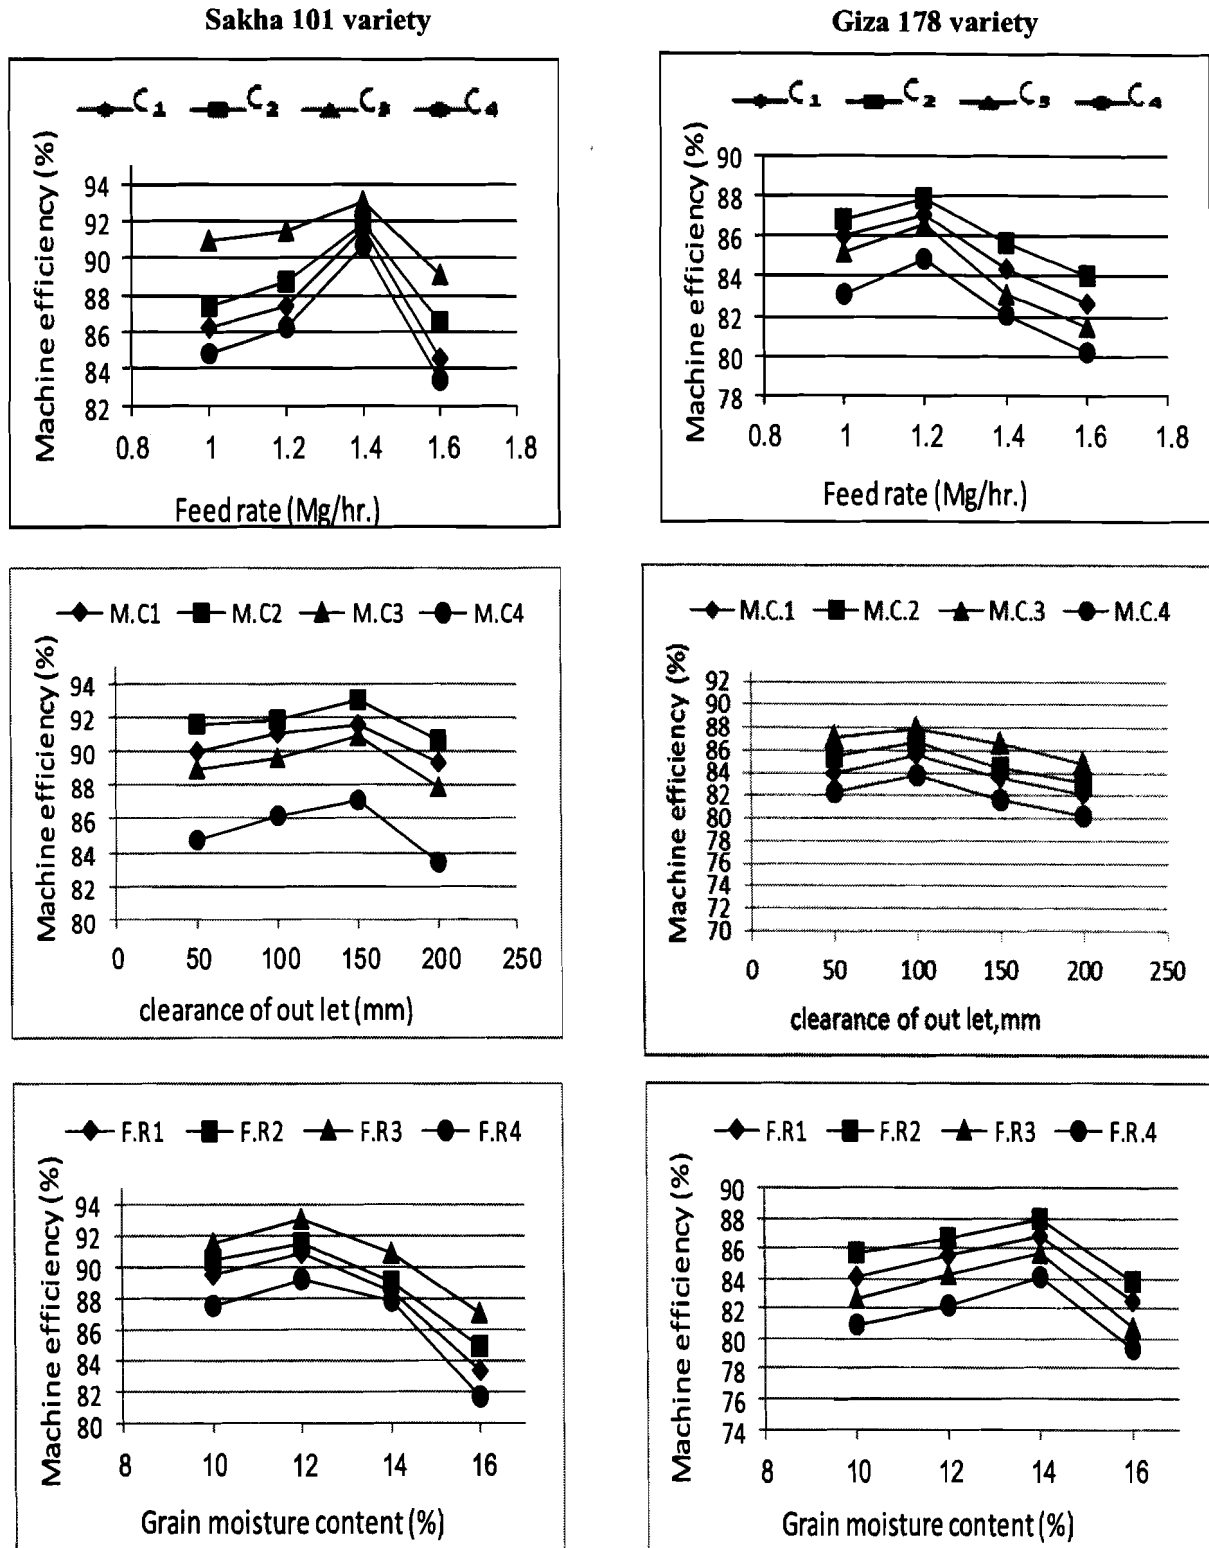 Sakha 101 variety
Giza 178 variety
C1 C2 C3 C4
Machine efficiency (%)
94
92
90
88
86
84
82
0.8 1 1.2 1.4 1.6 1.8
Feed rate (Mg/hr.)
C1 C2 C3 C4
Machine efficiency (%)
90
88
86
84
82
80
78
0.8 1 1.2 1.4 1.6 1.8
Feed rate (Mg/hr.)
M.C1 M.C2 M.C3 M.C4
Machine efficiency (%)
94
92
90
88
86
84
82
80
0 50 100 150 200 250
clearance of out let (mm)
M.C.1 M.C.2 M.C.3 M.C.4
Machine efficiency (%)
92
90
88
86
84
82
80
78
76
74
72
70
0 50 100 150 200 250
clearance of out let,mm
F.R1 F.R2 F.R3 F.R4
Machine efficiency (%)
94
92
90
88
86
84
82
80
8 10 12 14 16
Grain moisture content (%)
F.R1 F.R2 F.R3 F.R.4
Machine efficiency (%)
90
88
86
84
82
80
78
76
74
8 10 12 14 16
Grain moisture content (%)